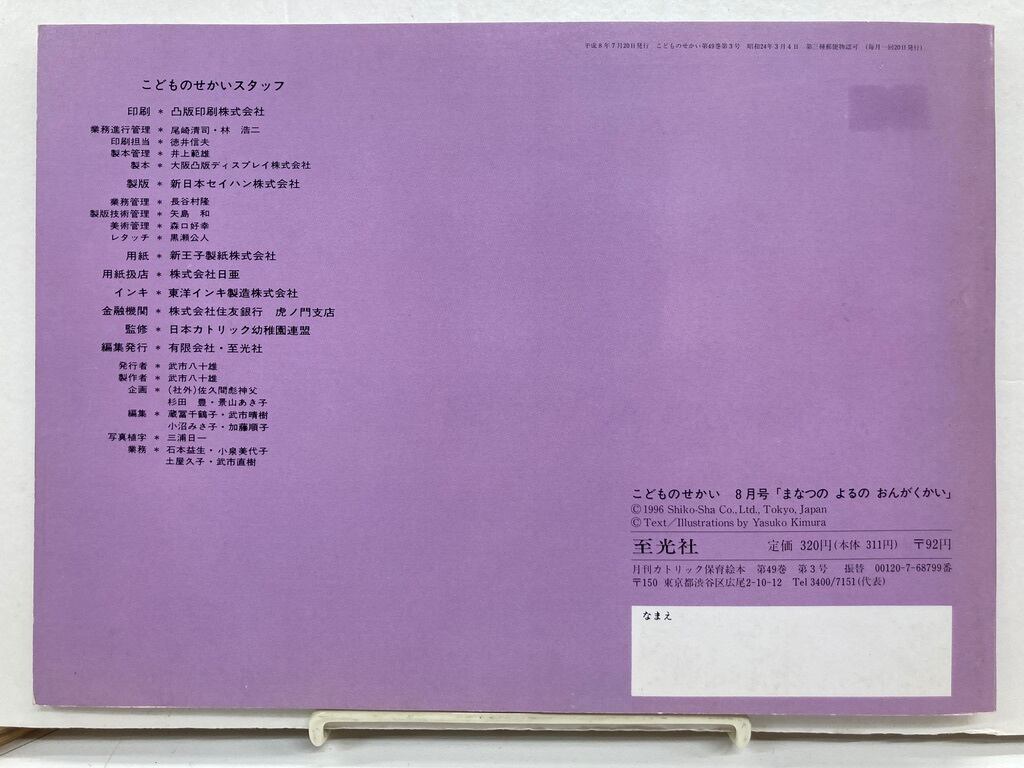 平成8年7月20日発行 こどものせかい第49巻第3号 昭和24年3月4日 第三種郵便物認可 (毎月一回20日発行)
こどものせかいスタッフ
印刷 * 凸版印刷株式会社
業務進行管理 * 尾崎清司・林 浩二
印刷担当 * 徳井信夫
製本管理 * 井上範雄
製本 * 大阪凸版ディスプレイ株式会社
製版 * 新日本セイハン株式会社
業務管理 * 長谷村隆
製版技術管理 * 矢島 和
美術管理 * 森口好幸
レタッチ * 黒瀬公人
用紙 * 新王子製紙株式会社
用紙扱店 * 株式会社日亜
インキ * 東洋インキ製造株式会社
金融機関 * 株式会社住友銀行 虎ノ門支店
監修 * 日本カトリック幼稚園連盟
編集発行 * 有限会社・至光社
発行者 * 武市八十雄
製作者 * 武市八十雄
企画 * (社外)佐久間彪神父
杉田 豊・景山あき子
編集 * 蔵冨千鶴子・武市晴樹
小沼みさ子・加藤順子
写真植字 * 三浦日一
業務 * 石本益生・小泉美代子
土屋久子・武市直樹
こどものせかい 8月号「まなつの よるの おんがくかい」
© 1996 Shiko-Sha Co., Ltd., Tokyo, Japan
© Text/Illustrations by Yasuko Kimura
至光社 定価 320円(本体 311円) 〒92円
月刊カトリック保育絵本 第49巻 第3号 振替 00120-7-68799番
〒150 東京都渋谷区広尾2-10-12 Tel 3400/7151(代表)
なまえ